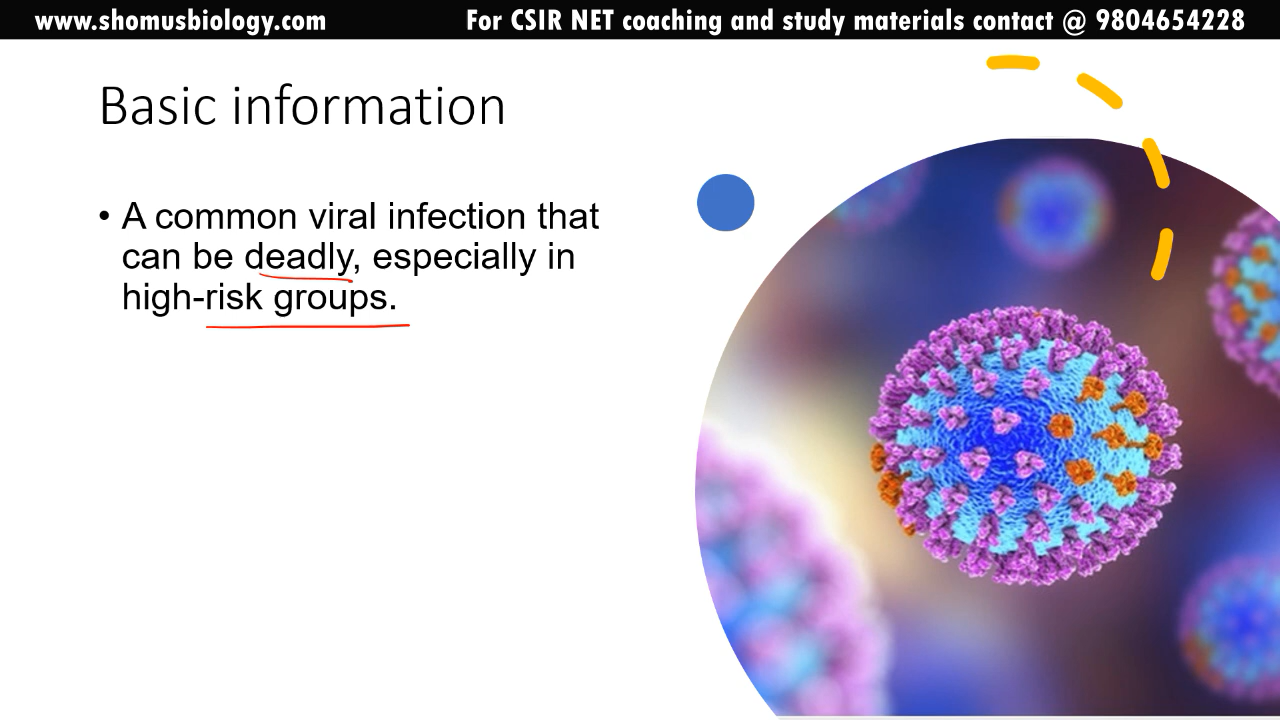 www.shomusbiology.com For CSIR NET coaching and study materials contact @ 9804654228
Basic information
• A common viral infection that
can be deadly, especially in
high-risk groups.